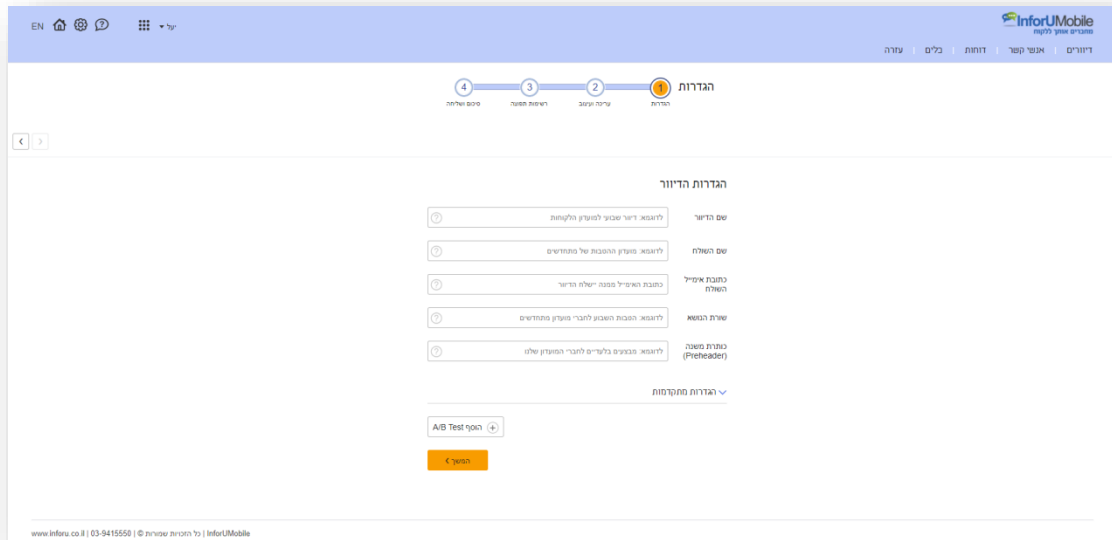 InforUMobile
מחברים אותך ללקוח
EN
יעל
דיוורים | אנשי קשר | דוחות | כלים | עזרה
הגדרות
1 2 3 4
הגדרות
עריכה ועיצוב
רשימות תפוצה
סיכום ושליחה
הגדרות הדיוור
שם הדיוור
לדוגמא: דיוור שבועי למועדון הלקוחות
שם השולח
לדוגמא: מועדון ההטבות של מתחדשים
כתובת אימייל
השולח
כתובת האימייל ממנה יישלח הדיוור
שורת הנושא
לדוגמא: הטבות השבוע לחברי מועדון מתחדשים
כותרת משנה
(Preheader)
לדוגמא: מבצעים בלעדיים לחברי המועדון שלנו
הגדרות מתקדמות
הוסף A/B Test
המשך
www.inforu.co.il | 03-9415550 | © כל הזכויות שמורות | InforUMobile